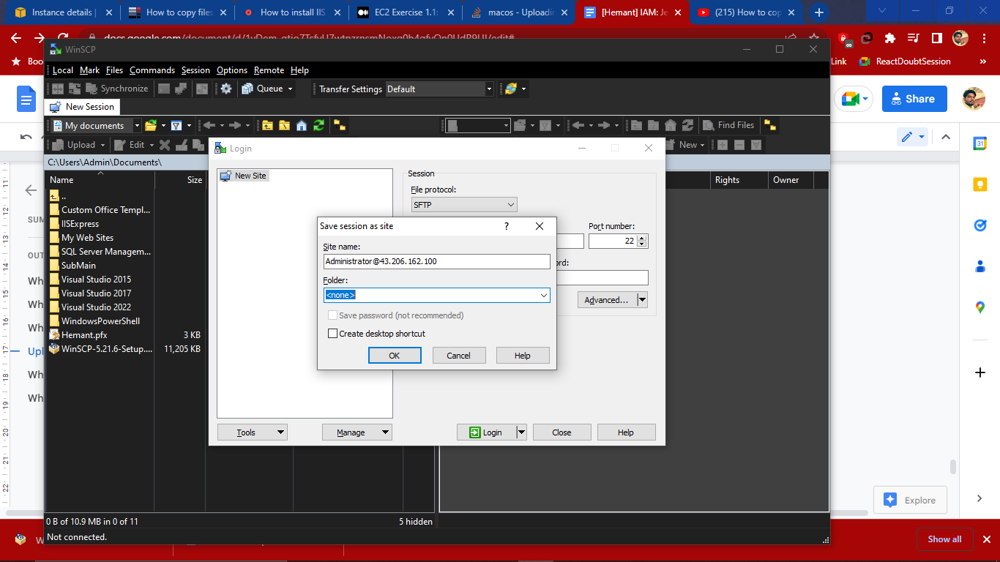 Instance details |
How to copy files
How to install IIS
EC2 Exercise 1.1:
macos - Uploadin
[Hemant] IAM: Je
(215) How to cop
Boo
Link
ReactDoubtSession
»
WinSCP
Local Mark Files Commands Session Options Remote Help
Synchronize
Queue
Transfer Settings Default
New Session
Share
My documents
Find Files
Upload
Edit
New
C:\Users\Admin\Documents\
Name
Size
Rights
Owner
..
Custom Office Templ...
IISExpress
My Web Sites
SQL Server Managem...
SubMain
Visual Studio 2015
Visual Studio 2017
Visual Studio 2022
WindowsPowerShell
Hemant.pfx
3 KB
WinSCP-5.21.6-Setup....
11,205 KB
Login
New Site
Session
File protocol:
SFTP
Port number:
22
ord:
Advanced...
Save session as site
?
Site name:
Administrator@43.206.162.100
Folder:
<none>
Save password (not recommended)
Create desktop shortcut
OK
Cancel
Help
Tools
Manage
Login
Close
Help
SUM
OUT
Wh
Wh
Wh
Upl
Wh
Wh
11
12
13
14
15
16
17
18
19
20
21
22
31
Explore
0 B of 10.9 MB in 0 of 11
5 hidden
Not connected.
W
Show all